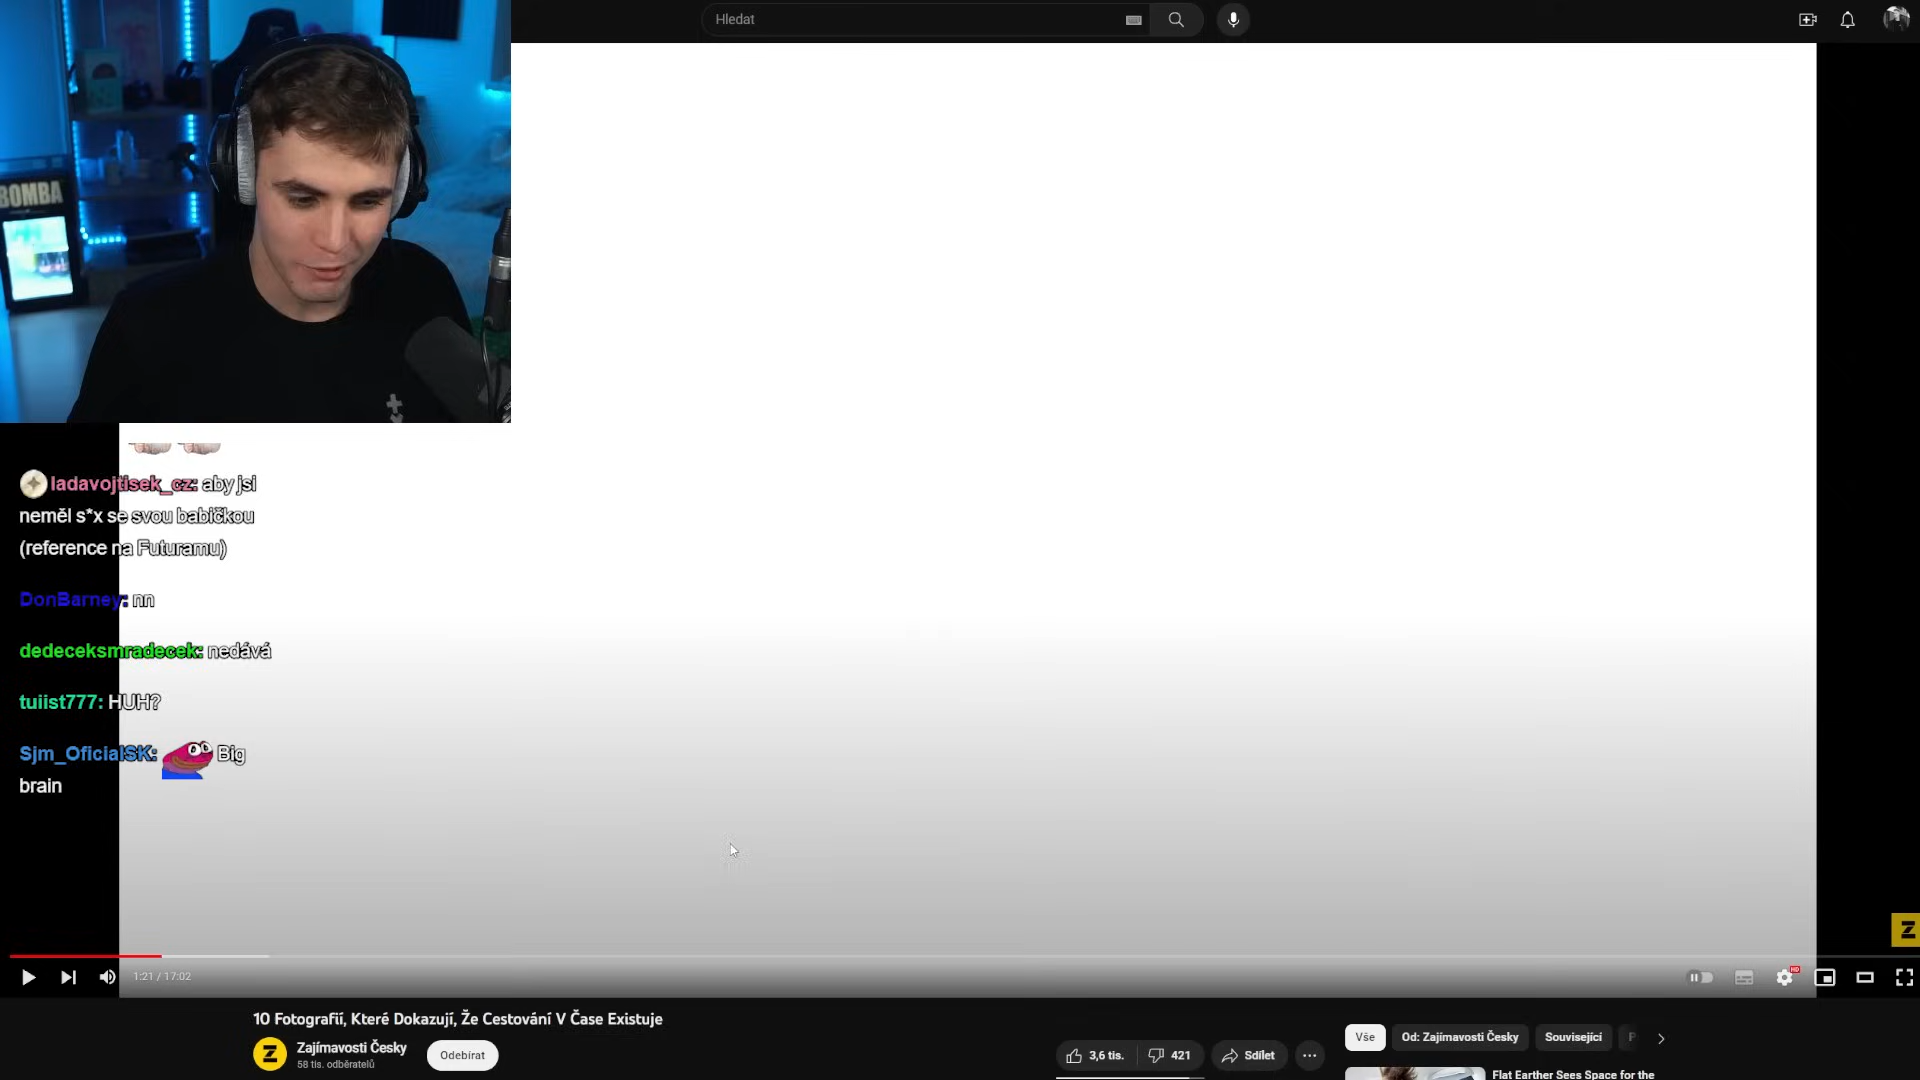 Hledat
BOMBA
ladavojtisek_cz: aby jsi
neměl s*x se svou babičkou
(reference na Futuramu)
DonBarney: nn
dedeceksmradecek: nedává
tuiist777: HUH?
Sjm_OficialSK: Big
brain
Z
1:21 / 17:02
HD
10 Fotografií, Které Dokazují, Že Cestování V Čase Existuje
Z
Zajímavosti Česky
58 tis. odběratelů
Odebírat
3,6 tis.
421
Sdílet
Vše
Od: Zajímavosti Česky
Související
P
Flat Earther Sees Space for the